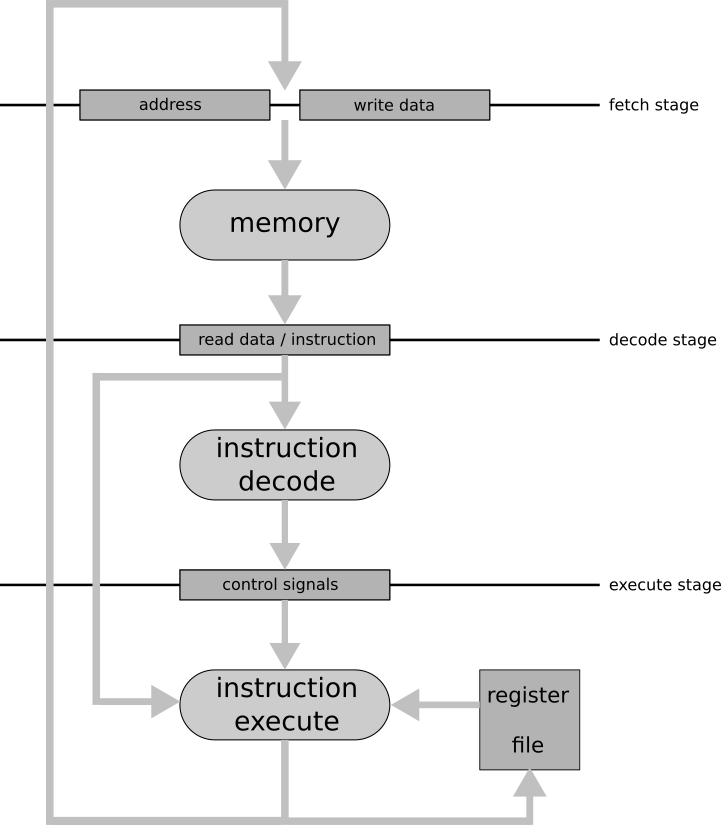 address
write data
fetch stage
memory
read data / instruction
decode stage
instruction
decode
control signals
execute stage
instruction
execute
register
file